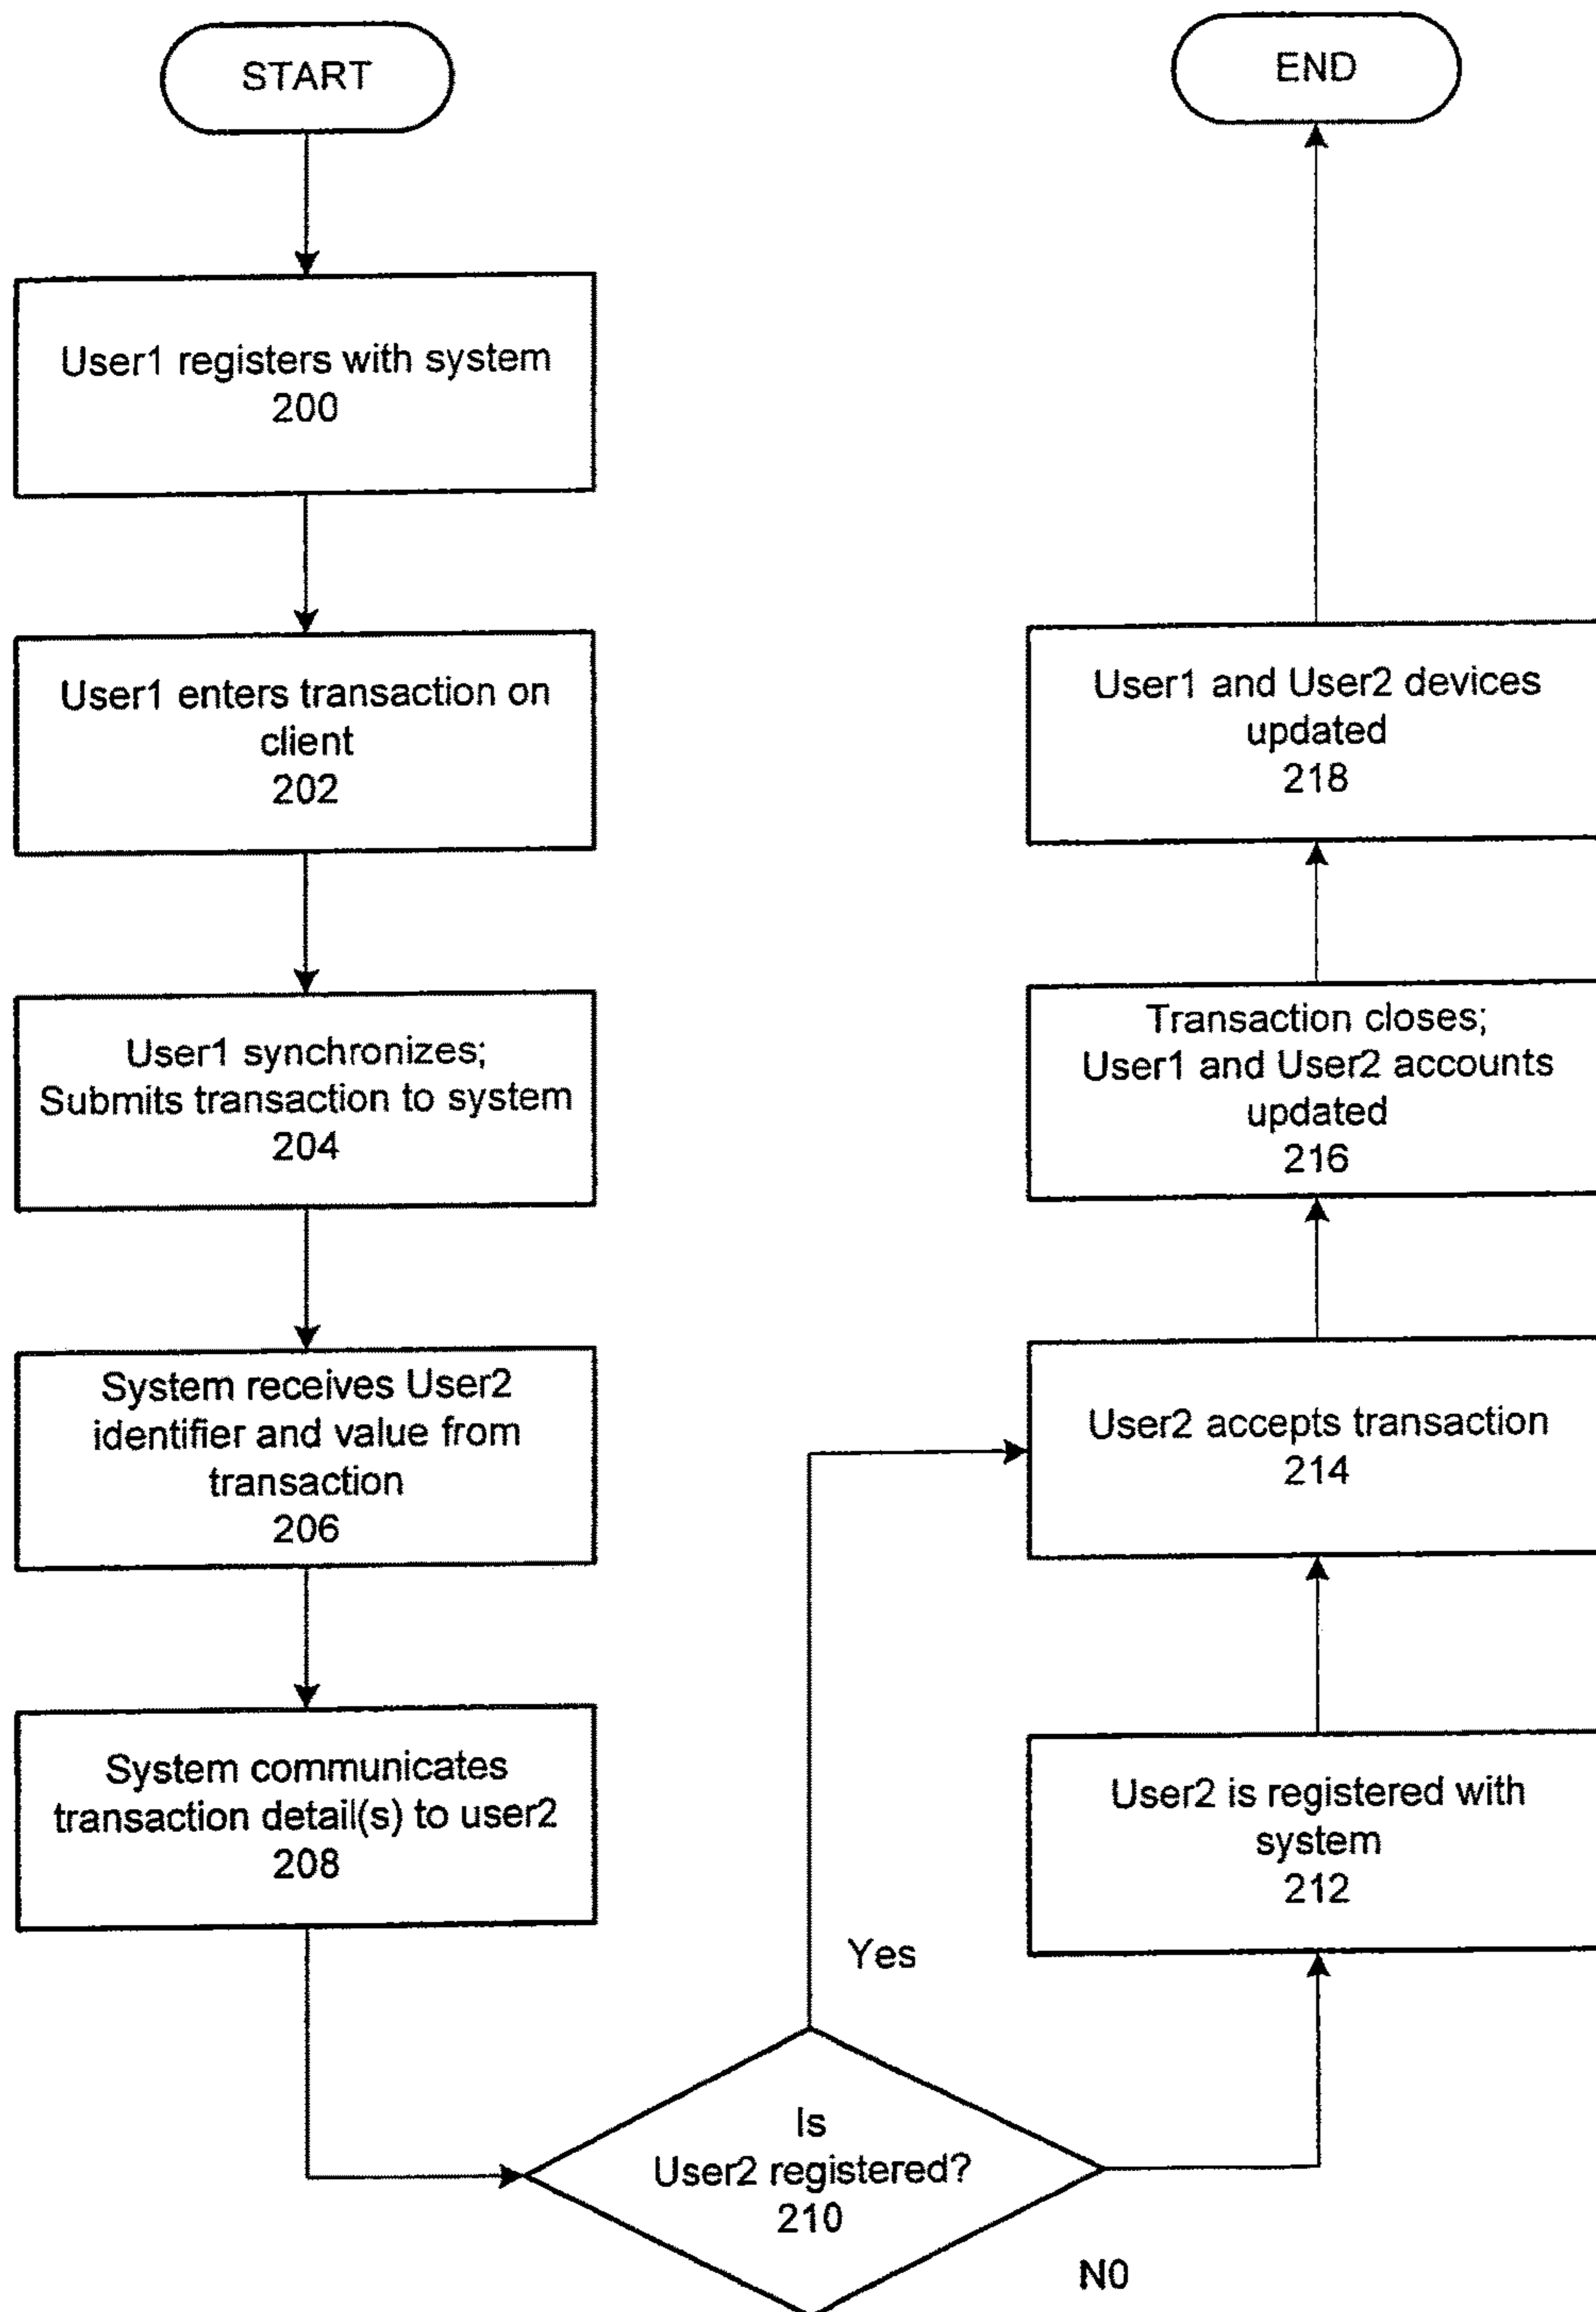 START
User1 registers with system
200
User1 enters transaction on
client
202
User1 synchronizes;
Submits transaction to system
204
System receives User2
identifier and value from
transaction
206
System communicates
transaction detail(s) to user2
208
Is
User2 registered?
210
Yes
N0
User2 is registered with
system
212
User2 accepts transaction
214
Transaction closes;
User1 and User2 accounts
updated
216
User1 and User2 devices
updated
218
END